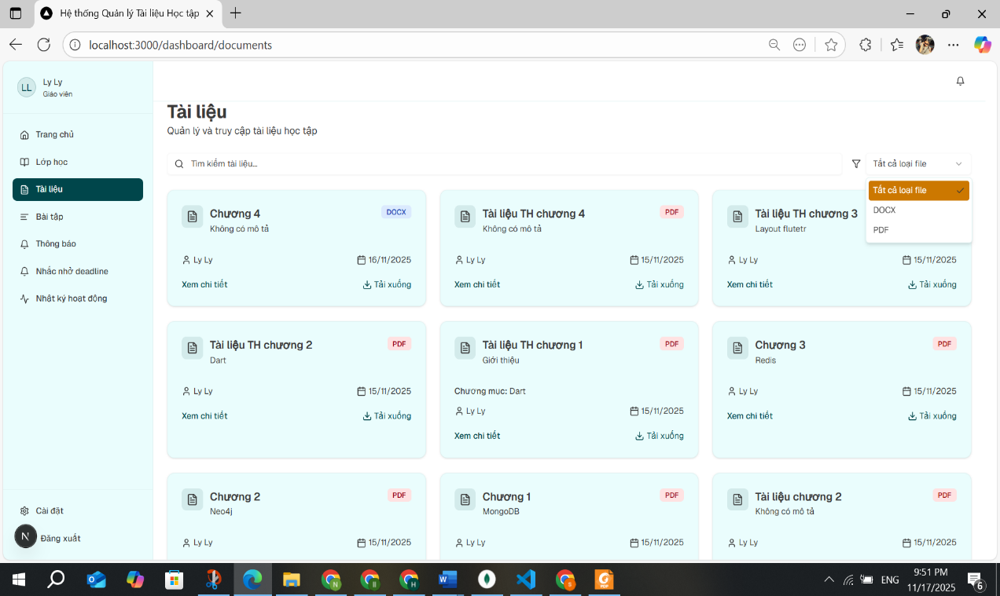 Hệ thống Quản lý Tài liệu Học tập
localhost:3000/dashboard/documents
LL
Ly Ly
Giáo viên
Trang chủ
Lớp học
Tài liệu
Bài tập
Thông báo
Nhắc nhở deadline
Nhật ký hoạt động
Cài đặt
N
Đăng xuất
Tài liệu
Quản lý và truy cập tài liệu học tập
Tìm kiếm tài liệu...
Tất cả loại file
Tất cả loại file
DOCX
PDF
Chương 4
DOCX
Không có mô tả
Ly Ly
16/11/2025
Xem chi tiết
Tải xuống
Tài liệu TH chương 4
PDF
Không có mô tả
Ly Ly
15/11/2025
Xem chi tiết
Tải xuống
Tài liệu TH chương 3
Layout flutetr
Ly Ly
15/11/2025
Xem chi tiết
Tải xuống
Tài liệu TH chương 2
PDF
Dart
Ly Ly
15/11/2025
Xem chi tiết
Tải xuống
Tài liệu TH chương 1
PDF
Giới thiệu
Chương mục: Dart
Ly Ly
15/11/2025
Xem chi tiết
Tải xuống
Chương 3
PDF
Redis
Ly Ly
15/11/2025
Xem chi tiết
Tải xuống
Chương 2
PDF
Neo4j
Ly Ly
15/11/2025
Chương 1
PDF
MongoDB
Ly Ly
15/11/2025
Tài liệu chương 2
PDF
Không có mô tả
Ly Ly
15/11/2025
ENG
9:51 PM
11/17/2025
6